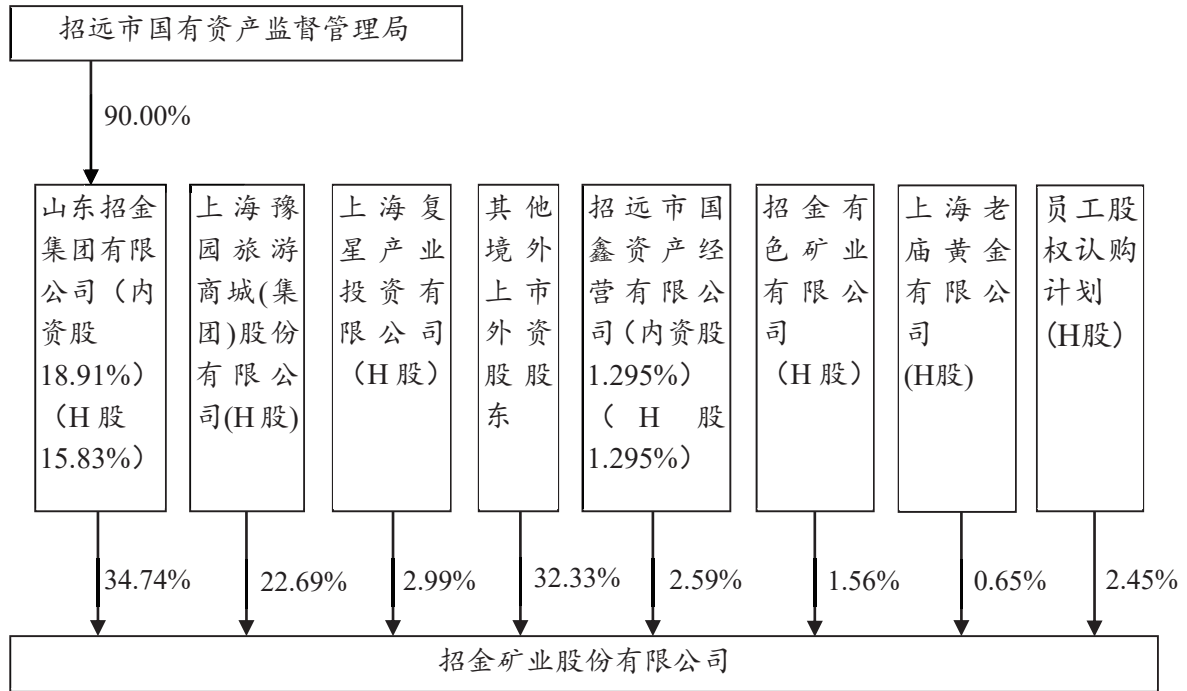 招远市国有资产监督管理局
90.00%
山东招金
集团有限
公司（内
资股
18.91%）
（H 股
15.83%）
上海豫
园旅游
商城(集
团)股份
有限公
司(H 股)
上海复
星产业
投资有
限公司
（H 股）
其他
境外
上市
外资
股股
东
招远市国
鑫资产经
营有限公
司（内资股
1.295%）
（H 股
1.295%）
招金有
色矿业
有限公
司
（H 股）
上海老
庙黄金
有限公
司
(H股)
员工股
权认购
计划
（H股）
34.74%
22.69%
2.99%
32.33%
2.59%
1.56%
0.65%
2.45%
招金矿业股份有限公司